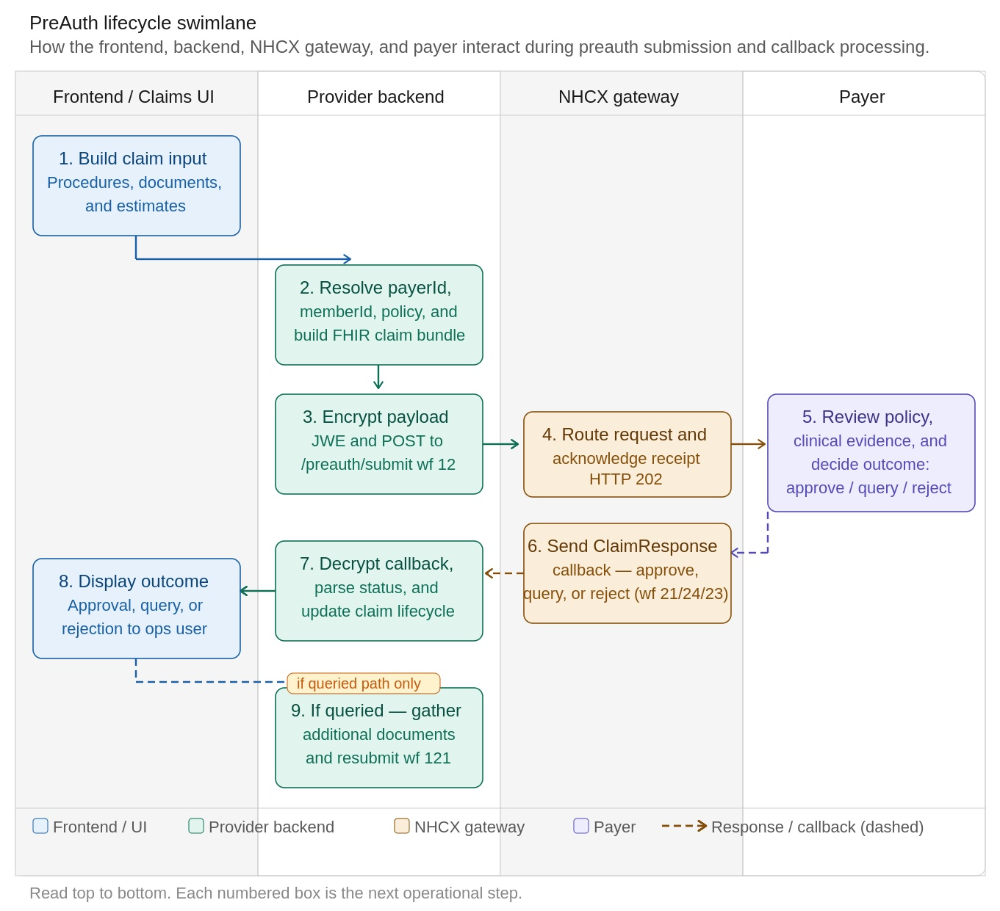 PreAuth lifecycle swimlane
How the frontend, backend, NHCX gateway, and payer interact during preauth submission and callback processing.
Frontend / Claims UI
Provider backend
NHCX gateway
Payer
1. Build claim input
Procedures, documents,
and estimates
2. Resolve payerId,
memberId, policy, and
build FHIR claim bundle
3. Encrypt payload
JWE and POST to
/preauth/submit wf 12
4. Route request and
acknowledge receipt
HTTP 202
5. Review policy,
clinical evidence, and
decide outcome:
approve / query / reject
6. Send ClaimResponse
callback — approve,
query, or reject (wf 21/24/23)
7. Decrypt callback,
parse status, and
update claim lifecycle
8. Display outcome
Approval, query, or
rejection to ops user
if queried path only
9. If queried — gather
additional documents
and resubmit wf 121
Frontend / UI
Provider backend
NHCX gateway
Payer
Response / callback (dashed)
Read top to bottom. Each numbered box is the next operational step.